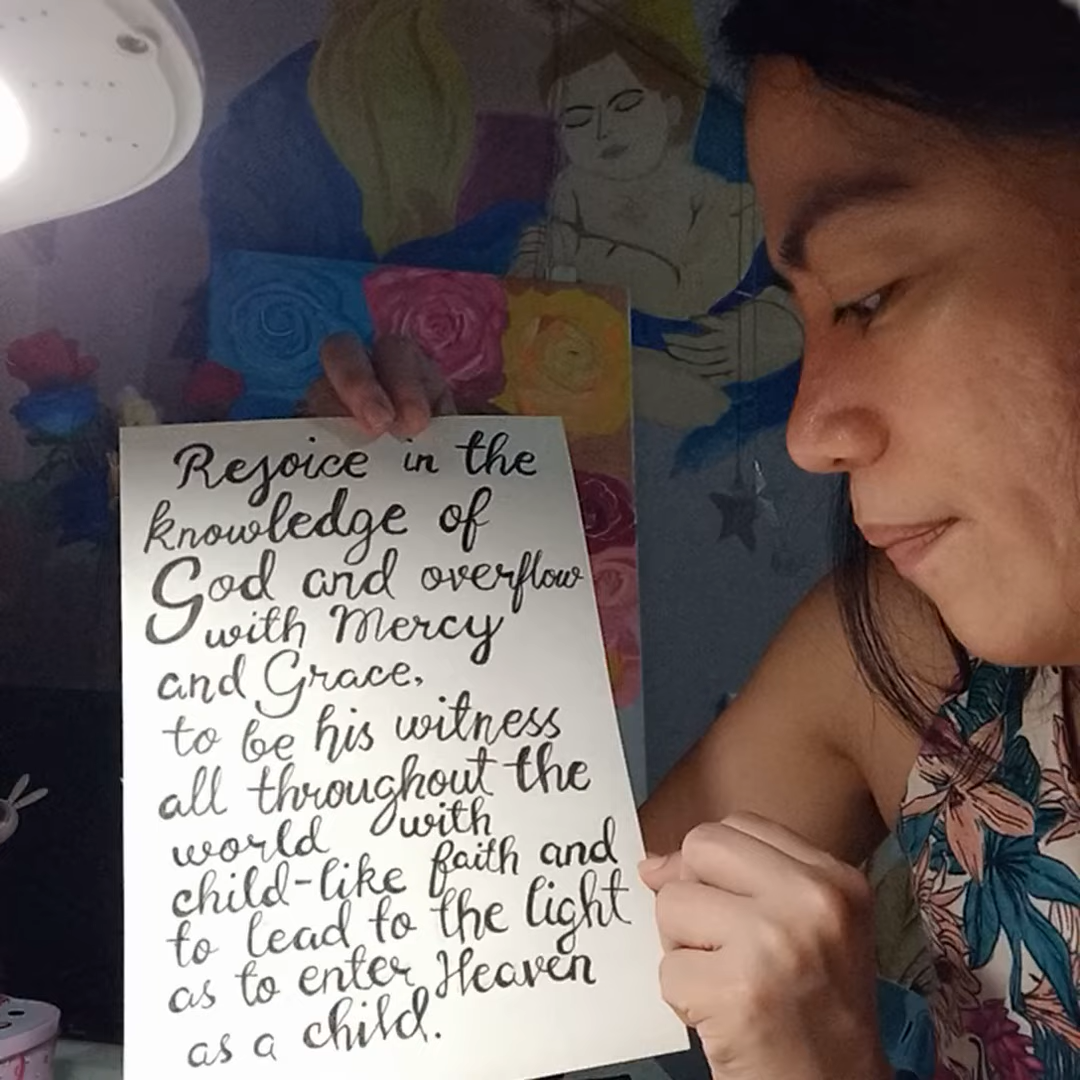 Rejoice in the
knowledge of
God and overflow
with Mercy
and Grace,
to be his witness
all throughout the
world with
child-like faith and
to lead to the light
as to enter Heaven
as a child.